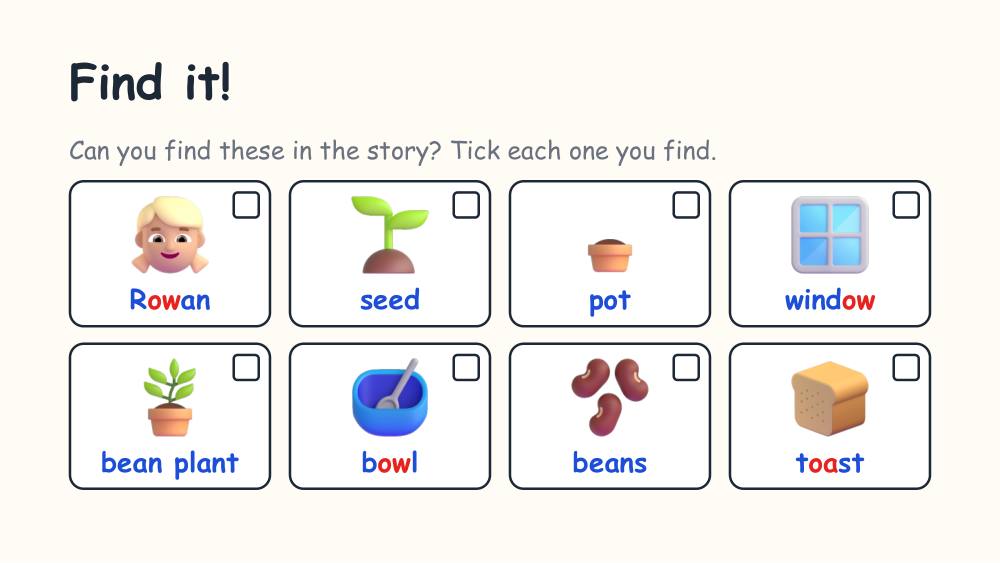 Find it!
Can you find these in the story? Tick each one you find.
Rowan
seed
pot
window
bean plant
bowl
beans
toast